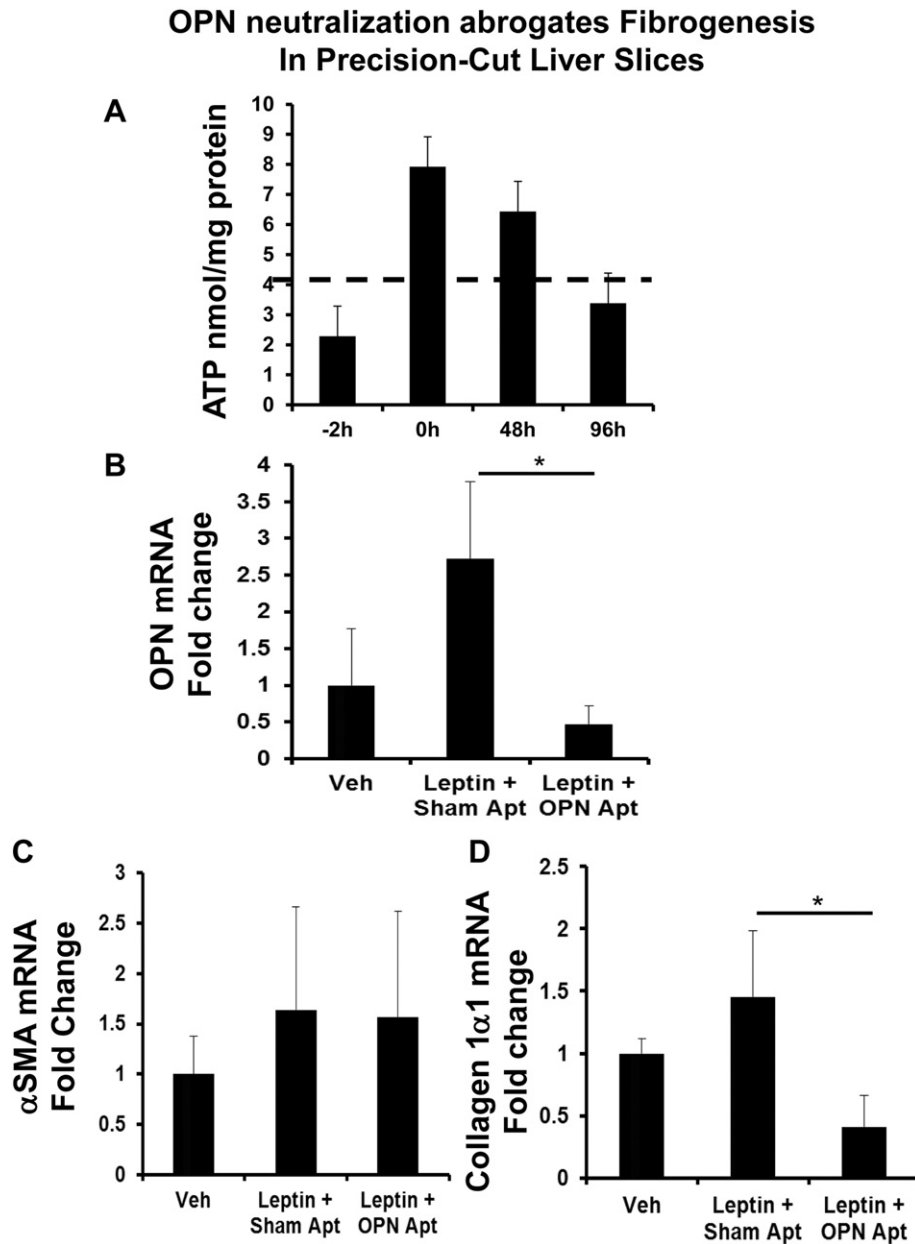 OPN neutralization abrogates Fibrogenesis
In Precision-Cut Liver Slices
A
ATP nmol/mg protein
10
9
8
7
6
5
4
3
2
1
0
-2h 0h 48h 96h
B
OPN mRNA
Fold change
4
3.5
3
2.5
2
1.5
1
0.5
0
*
Veh Leptin + Leptin +
Sham Apt OPN Apt
C
αSMA mRNA
Fold Change
3
2.5
2
1.5
1
0.5
0
Veh Leptin + Leptin +
Sham Apt OPN Apt
D
Collagen 1α1 mRNA
Fold change
2.5
2
1.5
1
0.5
0
*
Veh Leptin + Leptin +
Sham Apt OPN Apt